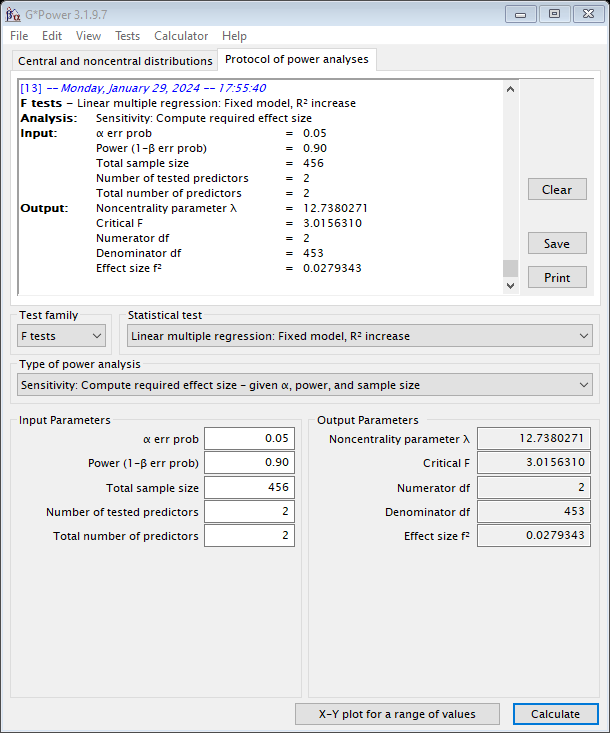 G*Power 3.1.9.7
File Edit View Tests Calculator Help
Central and noncentral distributions Protocol of power analyses
[13] -- Monday, January 29, 2024 -- 17:55:40
F tests – Linear multiple regression: Fixed model, R² increase
Analysis: Sensitivity: Compute required effect size
Input: α err prob = 0.05
Power (1-β err prob) = 0.90
Total sample size = 456
Number of tested predictors = 2
Total number of predictors = 2
Output: Noncentrality parameter λ = 12.7380271
Critical F = 3.0156310
Numerator df = 2
Denominator df = 453
Effect size f² = 0.0279343
Clear
Save
Print
Test family Statistical test
F tests Linear multiple regression: Fixed model, R² increase
Type of power analysis
Sensitivity: Compute required effect size – given α, power, and sample size
Input Parameters
α err prob 0.05
Power (1-β err prob) 0.90
Total sample size 456
Number of tested predictors 2
Total number of predictors 2
Output Parameters
Noncentrality parameter λ 12.7380271
Critical F 3.0156310
Numerator df 2
Denominator df 453
Effect size f² 0.0279343
X-Y plot for a range of values Calculate